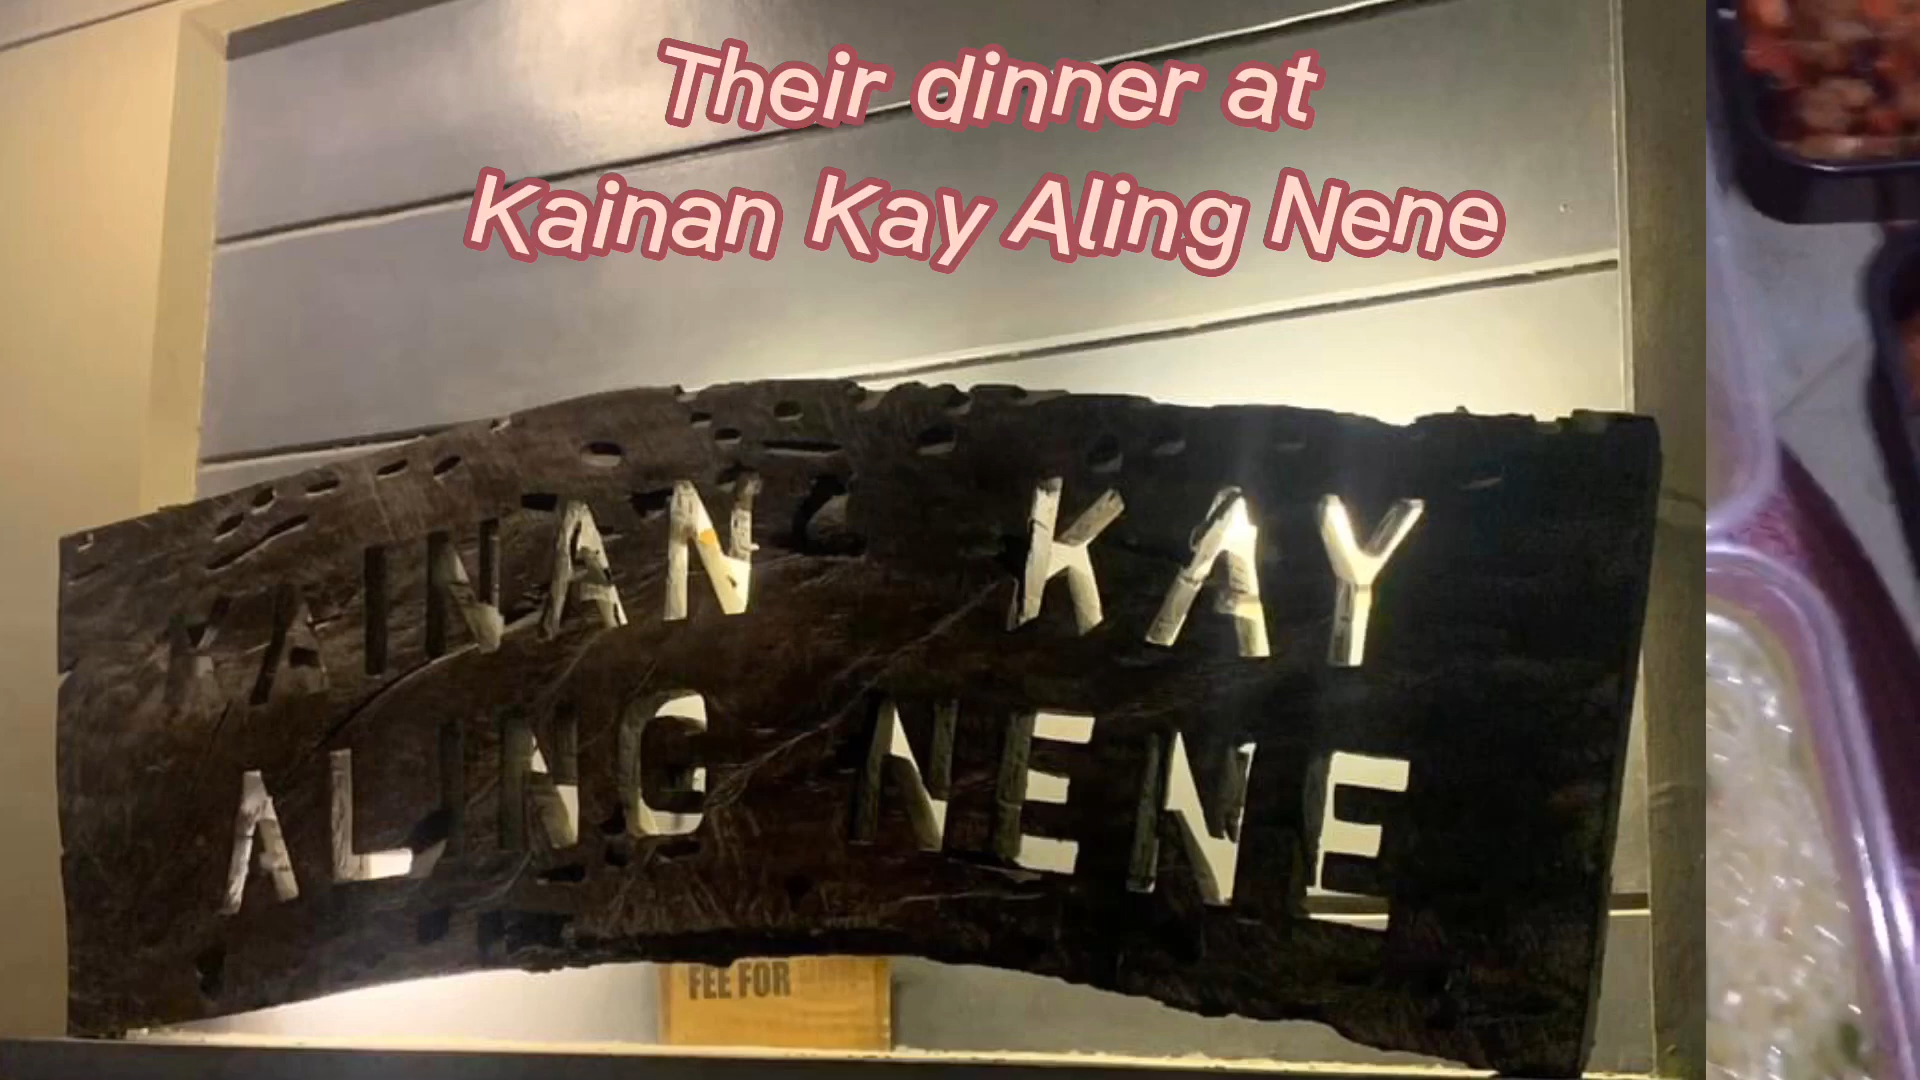 Their dinner at
Kainan Kay Aling Nene
KAINAN KAY
ALING NENE
FEE FOR